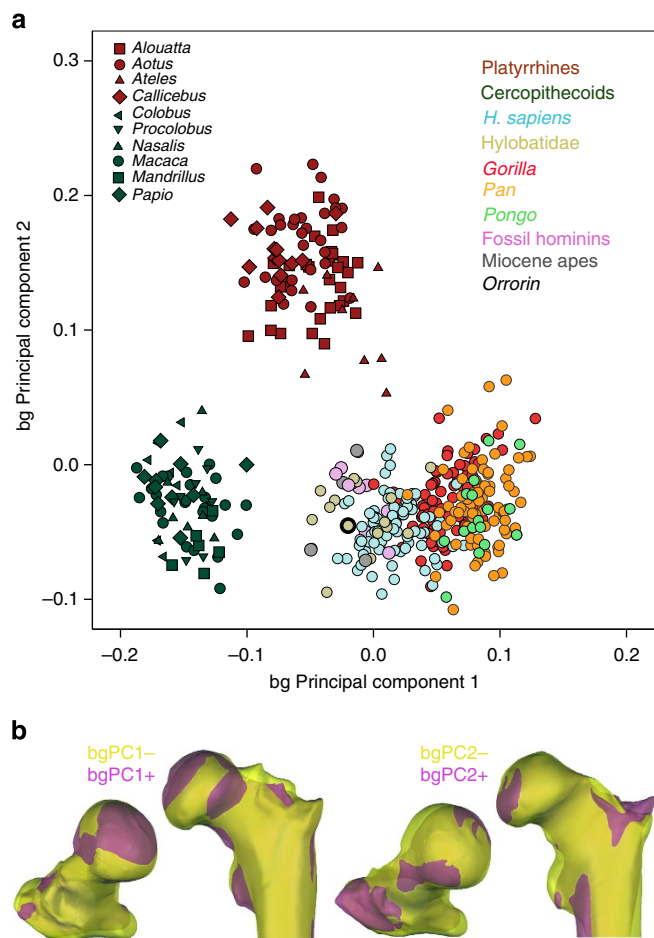 a
0.3
0.2
0.1
0.0
−0.1
bg Principal component 2
Alouatta
Aotus
Ateles
Callicebus
Colobus
Procolobus
Nasalis
Macaca
Mandrillus
Papio
Platyrrhines
Cercopithecoids
H. sapiens
Hylobatidae
Gorilla
Pan
Pongo
Fossil hominins
Miocene apes
Orrorin
−0.2 −0.1 0.0 0.1 0.2
bg Principal component 1
b
bgPC1−
bgPC1+
bgPC2−
bgPC2+